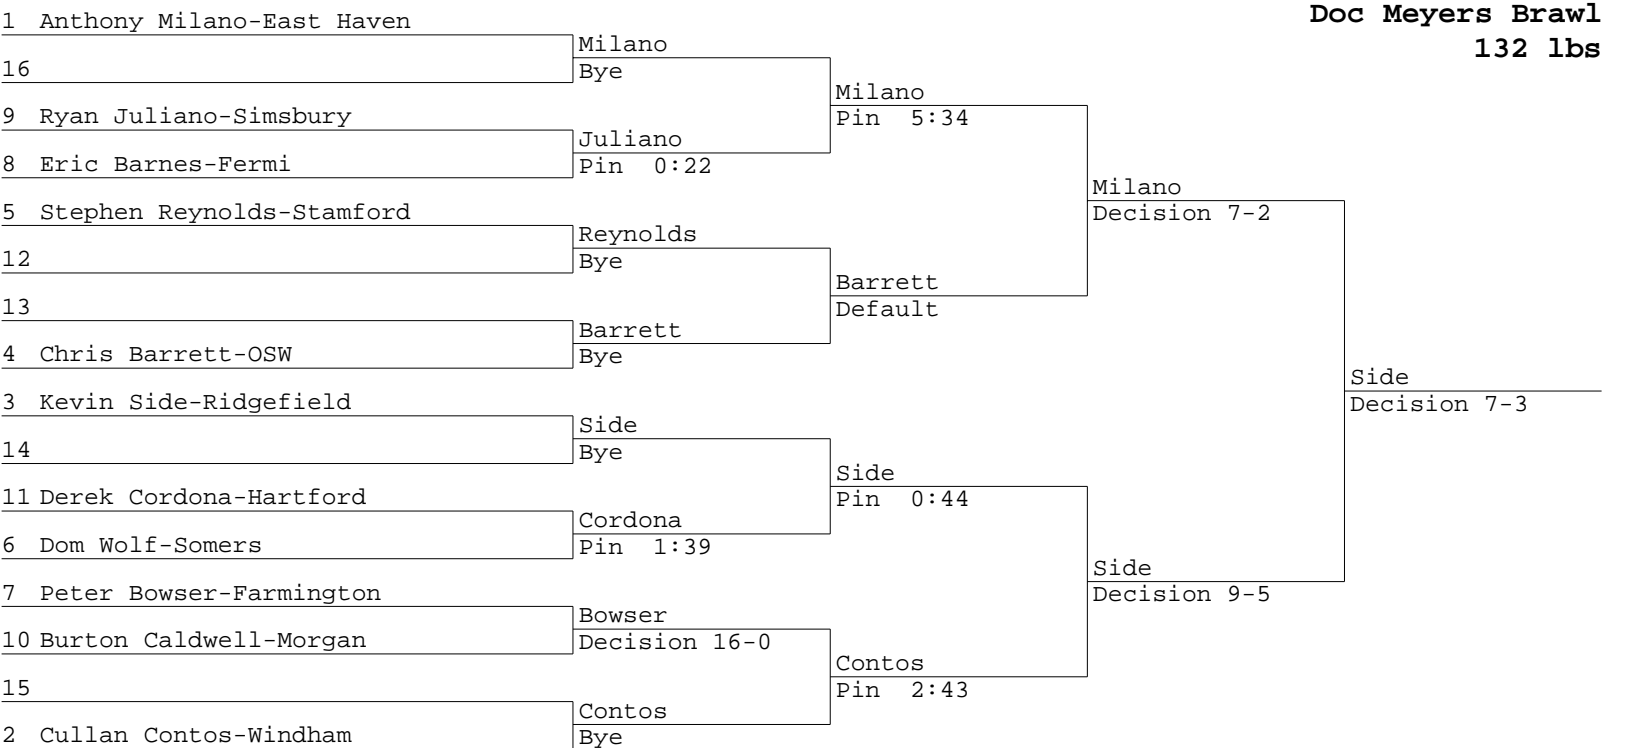 Doc Meyers Brawl
132 lbs
1 Anthony Milano-East Haven
16
9 Ryan Juliano-Simsbury
8 Eric Barnes-Fermi
5 Stephen Reynolds-Stamford
12
13
4 Chris Barrett-OSW
3 Kevin Side-Ridgefield
14
11 Derek Cordona-Hartford
6 Dom Wolf-Somers
7 Peter Bowser-Farmington
10 Burton Caldwell-Morgan
15
2 Cullan Contos-Windham
Milano
Bye
Juliano
Pin 0:22
Reynolds
Bye
Barrett
Bye
Side
Bye
Cordona
Pin 1:39
Bowser
Decision 16-0
Contos
Bye
Milano
Pin 5:34
Barrett
Default
Side
Pin 0:44
Contos
Pin 2:43
Milano
Decision 7-2
Side
Decision 9-5
Side
Decision 7-3